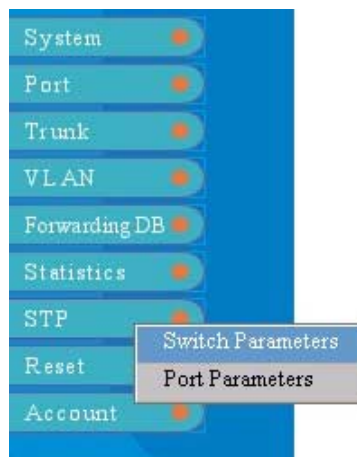 System
Port
Trunk
VLAN
Forwarding DB
Statistics
STP
Switch Parameters
Reset
Port Parameters
Account